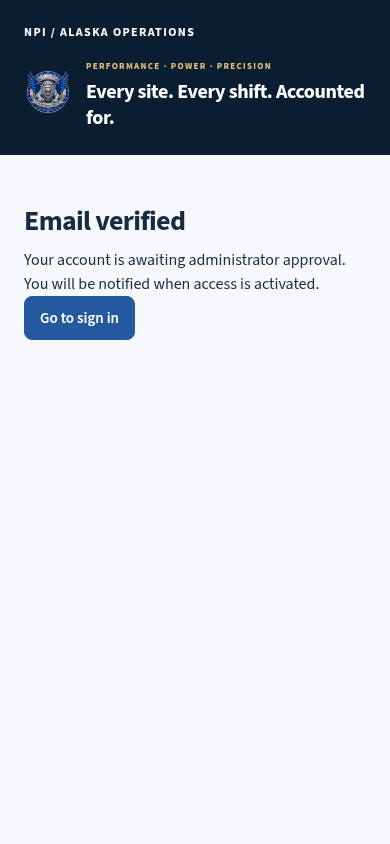 NPI / ALASKA OPERATIONS
PERFORMANCE • POWER • PRECISION
Every site. Every shift. Accounted
for.
Email verified
Your account is awaiting administrator approval.
You will be notified when access is activated.
Go to sign in